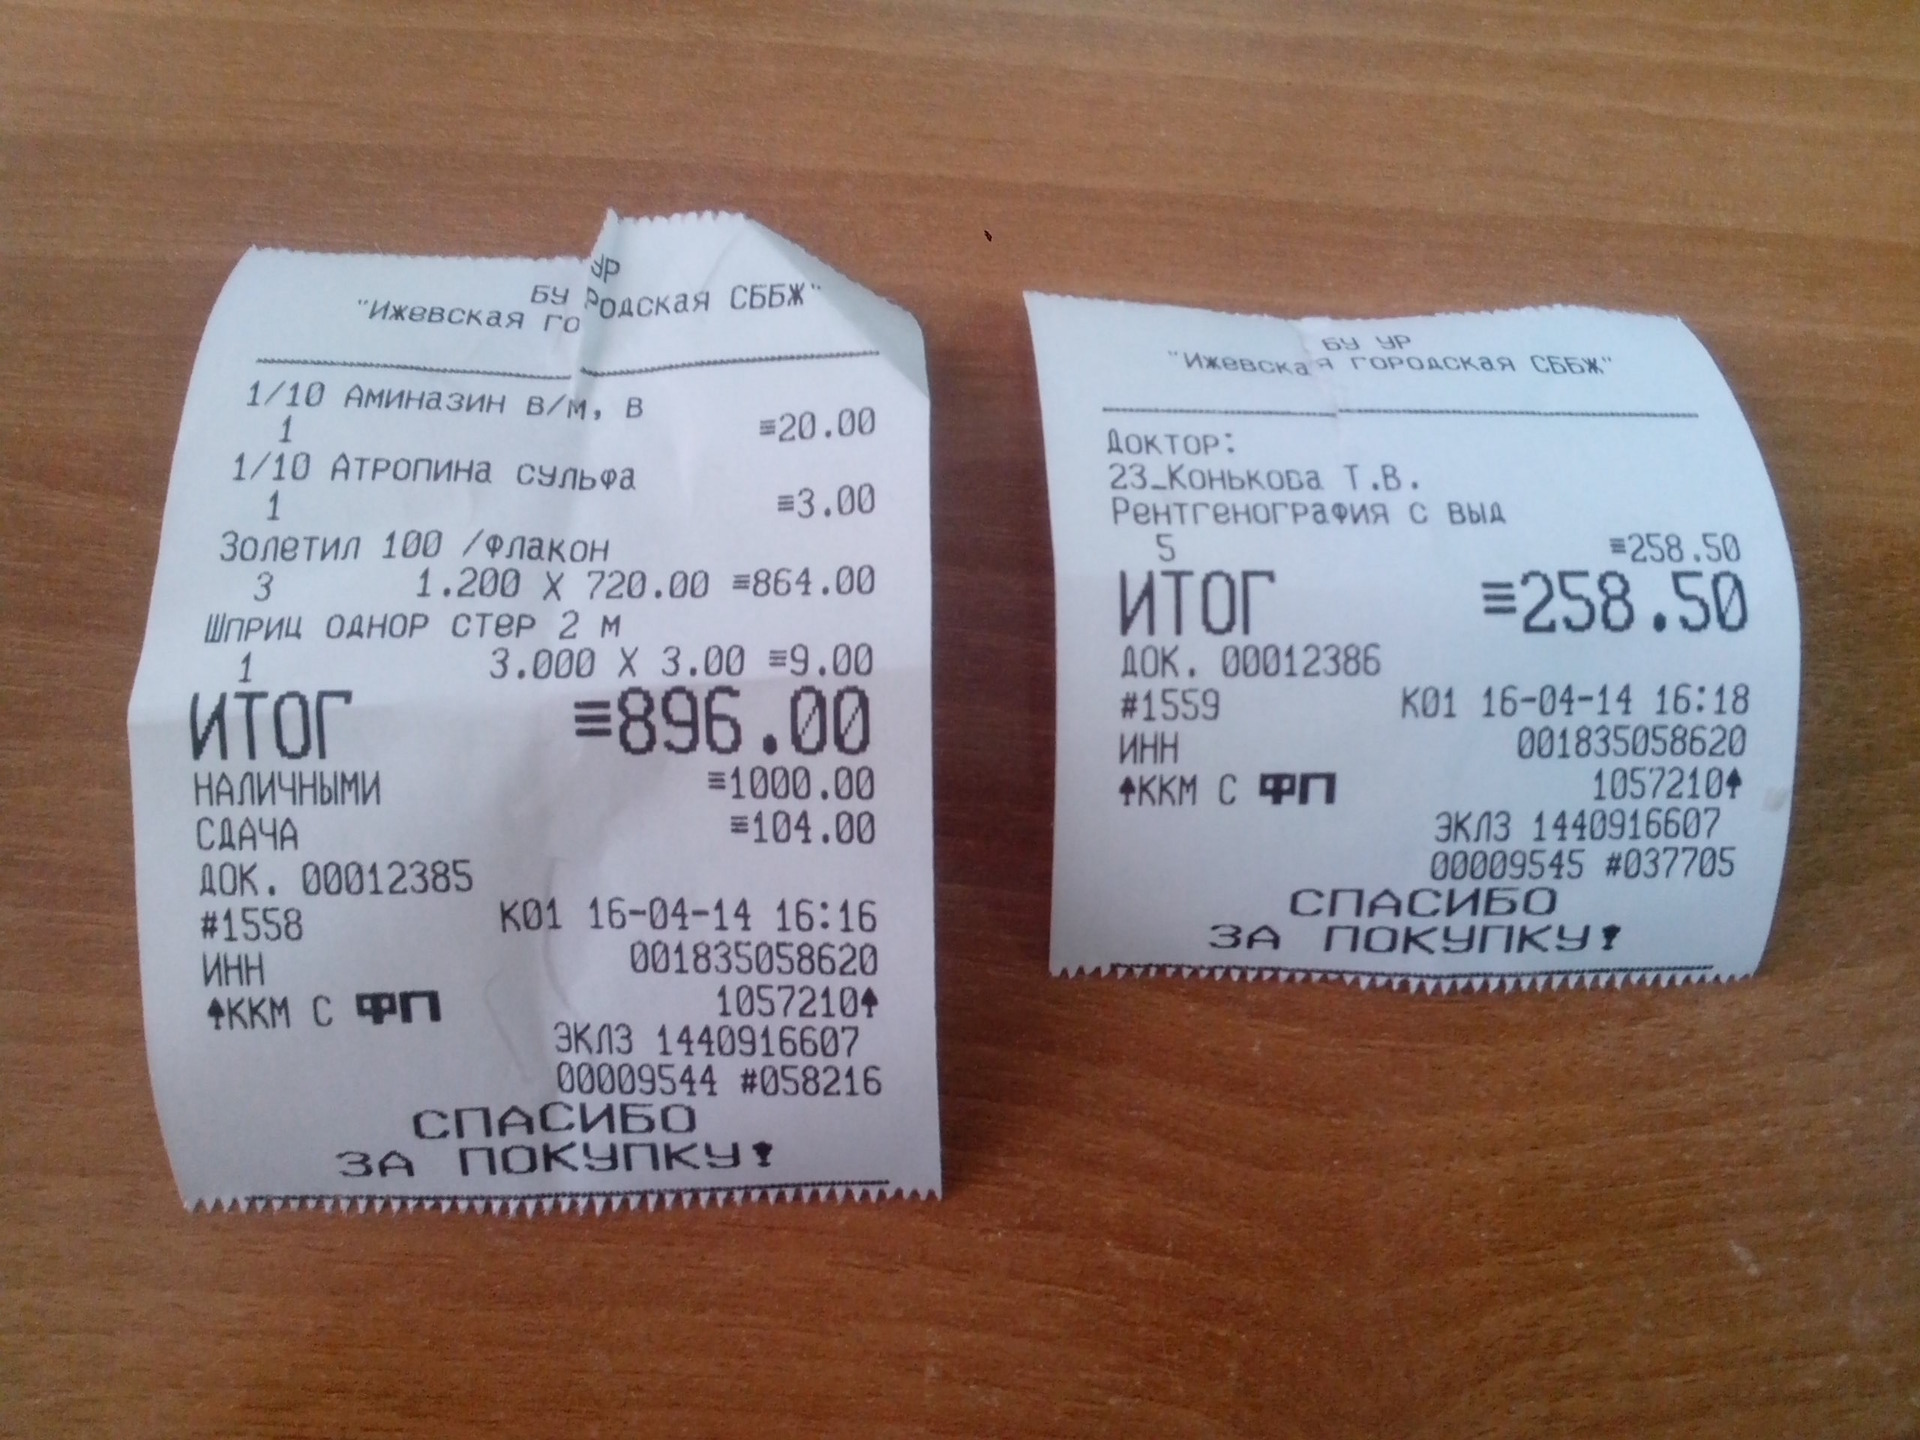 БУ УР
"Ижевская городская СББЖ"
1/10 Аминазин в/м, в
1 ≡20.00
1/10 Атропина сульфа
1 ≡3.00
Золетил 100 /флакон
3 1.200 X 720.00 ≡864.00
Шприц однор стер 2 м
1 3.000 X 3.00 ≡9.00
ИТОГ ≡896.00
НАЛИЧНЫМИ ≡1000.00
СДАЧА ≡104.00
ДОК. 00012385
#1558 К01 16-04-14 16:16
ИНН 001835058620
ККМ С ФП 1057210
ЭКЛЗ 1440916607
00009544 #058216
СПАСИБО
ЗА ПОКУПКУ!
БУ УР
"Ижевская городская СББЖ"
Доктор:
23_Конькова Т.В.
Рентгенография с выд
5 ≡258.50
ИТОГ ≡258.50
ДОК. 00012386
#1559 К01 16-04-14 16:18
ИНН 001835058620
ККМ С ФП 1057210
ЭКЛЗ 1440916607
00009545 #037705
СПАСИБО
ЗА ПОКУПКУ!